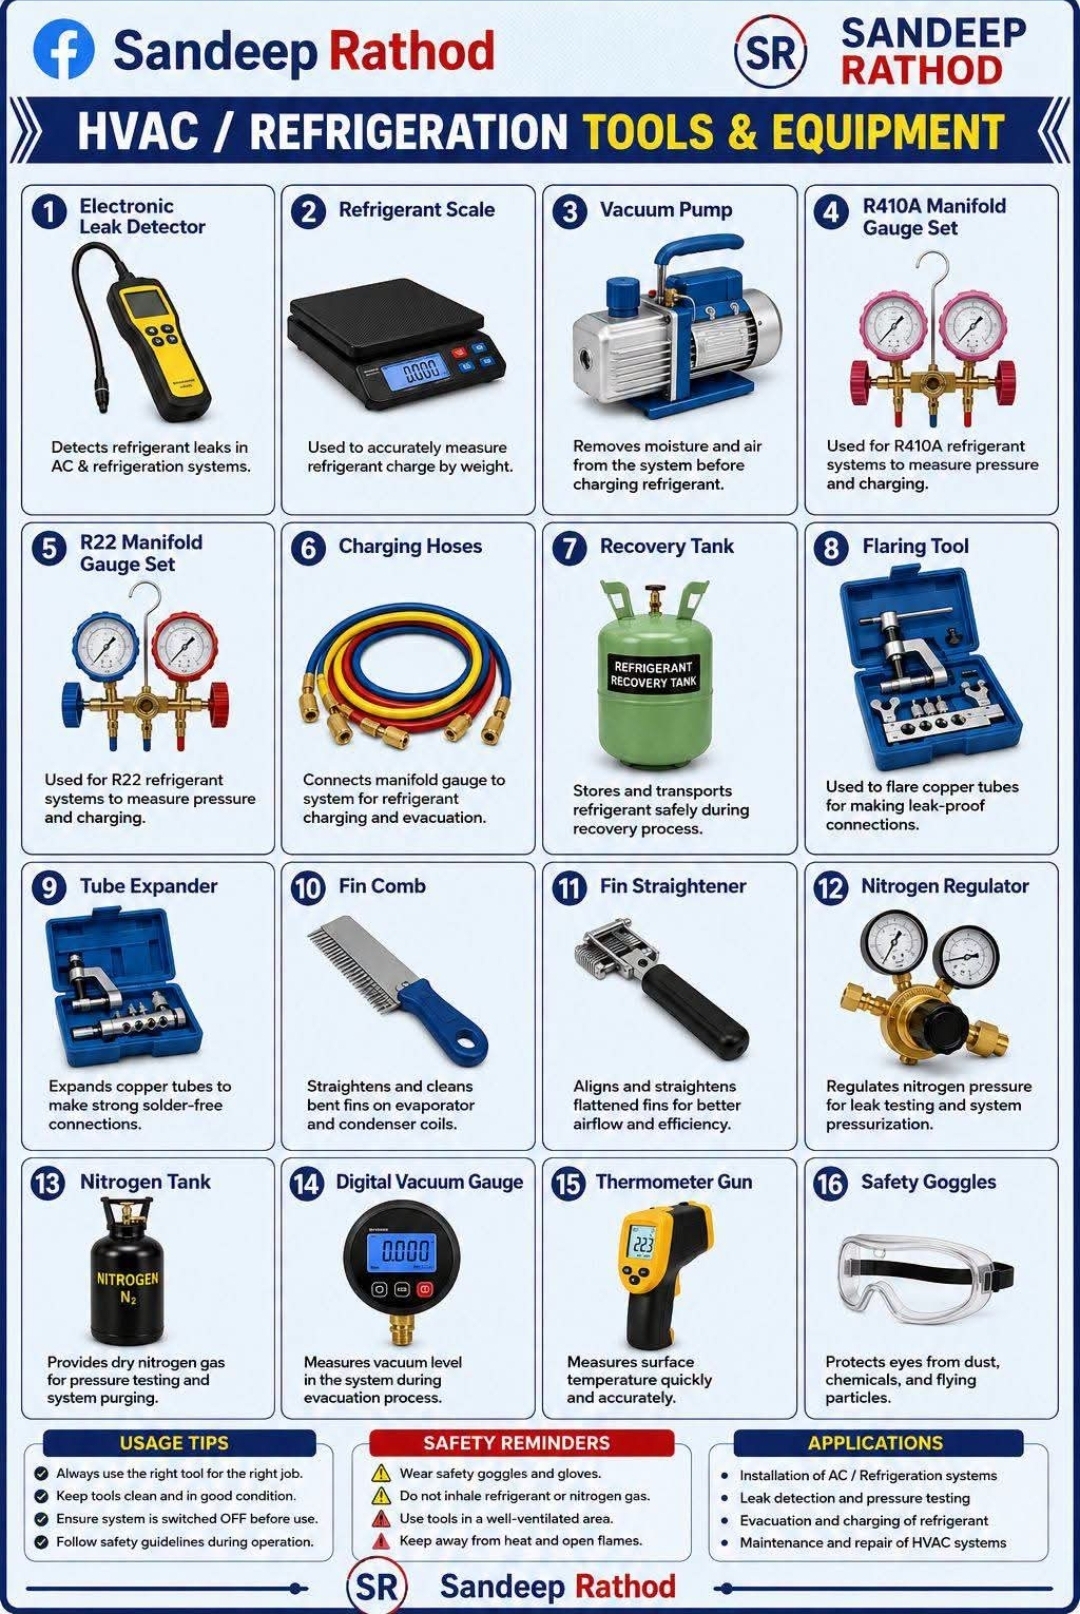 Sandeep Rathod
SR
SANDEEP
RATHOD
HVAC / REFRIGERATION TOOLS & EQUIPMENT
1 Electronic
Leak Detector
Detects refrigerant leaks in
AC & refrigeration systems.
2 Refrigerant Scale
0.000
Used to accurately measure
refrigerant charge by weight.
3 Vacuum Pump
Removes moisture and air
from the system before
charging refrigerant.
4 R410A Manifold
Gauge Set
Used for R410A refrigerant
systems to measure pressure
and charging.
5 R22 Manifold
Gauge Set
Used for R22 refrigerant
systems to measure pressure
and charging.
6 Charging Hoses
Connects manifold gauge to
system for refrigerant
charging and evacuation.
7 Recovery Tank
REFRIGERANT
RECOVERY TANK
Stores and transports
refrigerant safely during
recovery process.
8 Flaring Tool
Used to flare copper tubes
for making leak-proof
connections.
9 Tube Expander
Expands copper tubes to
make strong solder-free
connections.
10 Fin Comb
Straightens and cleans
bent fins on evaporator
and condenser coils.
11 Fin Straightener
Aligns and straightens
flattened fins for better
airflow and efficiency.
12 Nitrogen Regulator
Regulates nitrogen pressure
for leak testing and system
pressurization.
13 Nitrogen Tank
NITROGEN
N₂
Provides dry nitrogen gas
for pressure testing and
system purging.
14 Digital Vacuum Gauge
0.000
Measures vacuum level
in the system during
evacuation process.
15 Thermometer Gun
22.3
Measures surface
temperature quickly
and accurately.
16 Safety Goggles
Protects eyes from dust,
chemicals, and flying
particles.
USAGE TIPS
Always use the right tool for the right job.
Keep tools clean and in good condition.
Ensure system is switched OFF before use.
Follow safety guidelines during operation.
SAFETY REMINDERS
Wear safety goggles and gloves.
Do not inhale refrigerant or nitrogen gas.
Use tools in a well-ventilated area.
Keep away from heat and open flames.
APPLICATIONS
• Installation of AC / Refrigeration systems
• Leak detection and pressure testing
• Evacuation and charging of refrigerant
• Maintenance and repair of HVAC systems
SR Sandeep Rathod